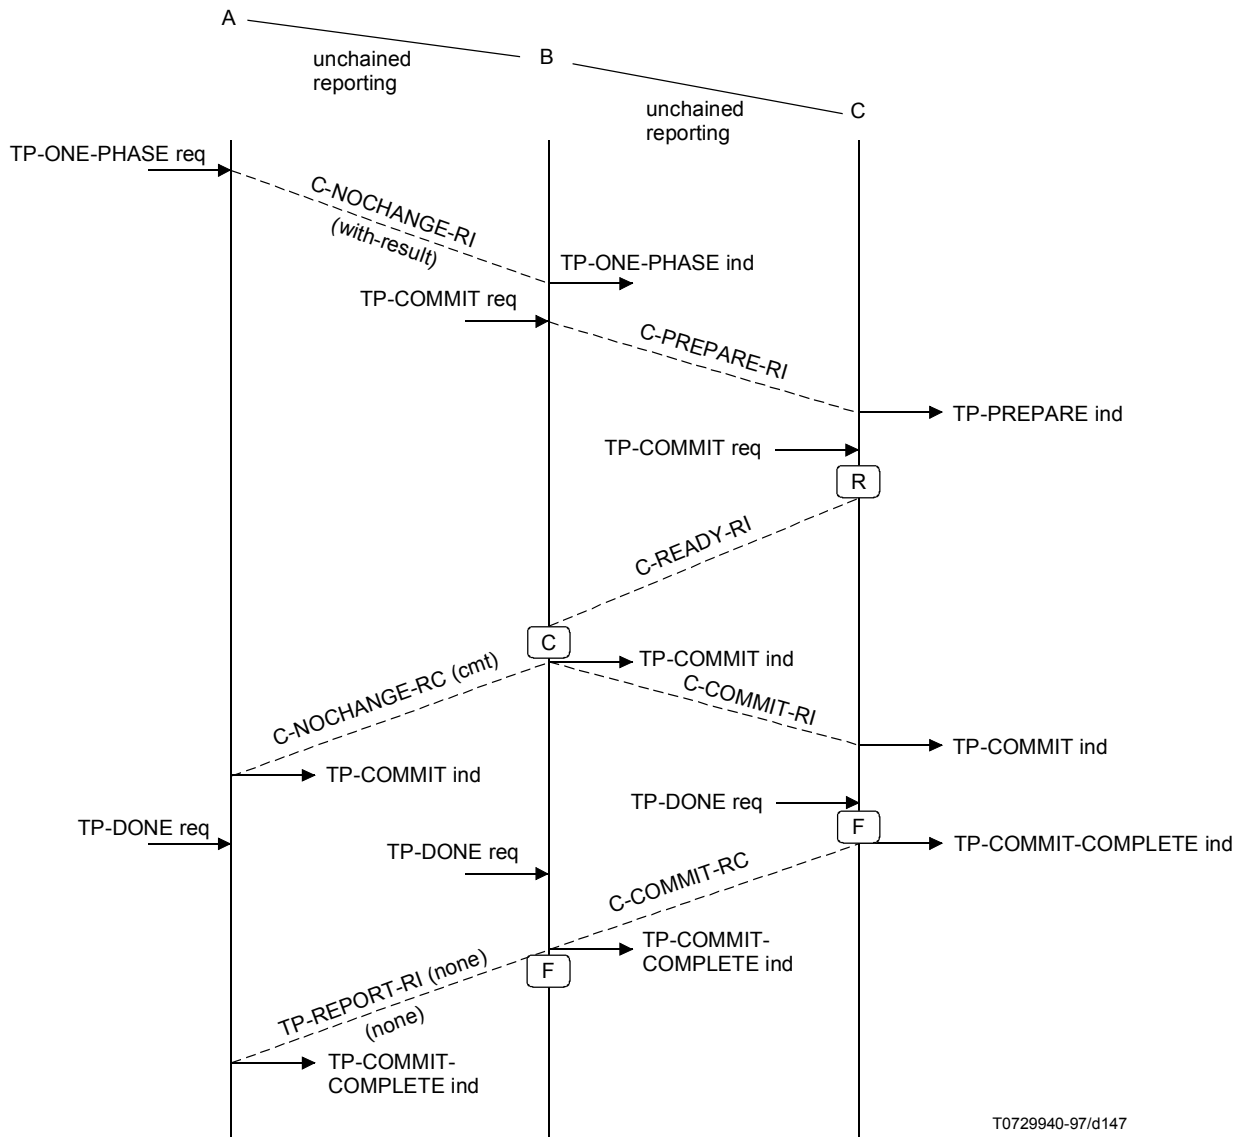 A
unchained
reporting
B
unchained
reporting
C
TP-ONE-PHASE req
C-NOCHANGE-RI
(with-result)
TP-ONE-PHASE ind
TP-COMMIT req
C-PREPARE-RI
TP-PREPARE ind
TP-COMMIT req
R
C-READY-RI
C
TP-COMMIT ind
C-NOCHANGE-RC (cmt)
C-COMMIT-RI
TP-COMMIT ind
TP-COMMIT ind
TP-DONE req
TP-DONE req
F
TP-COMMIT-COMPLETE ind
TP-DONE req
C-COMMIT-RC
TP-COMMIT-
COMPLETE ind
F
TP-REPORT-RI (none)
(none)
TP-COMMIT-
COMPLETE ind
T0729940-97/d147